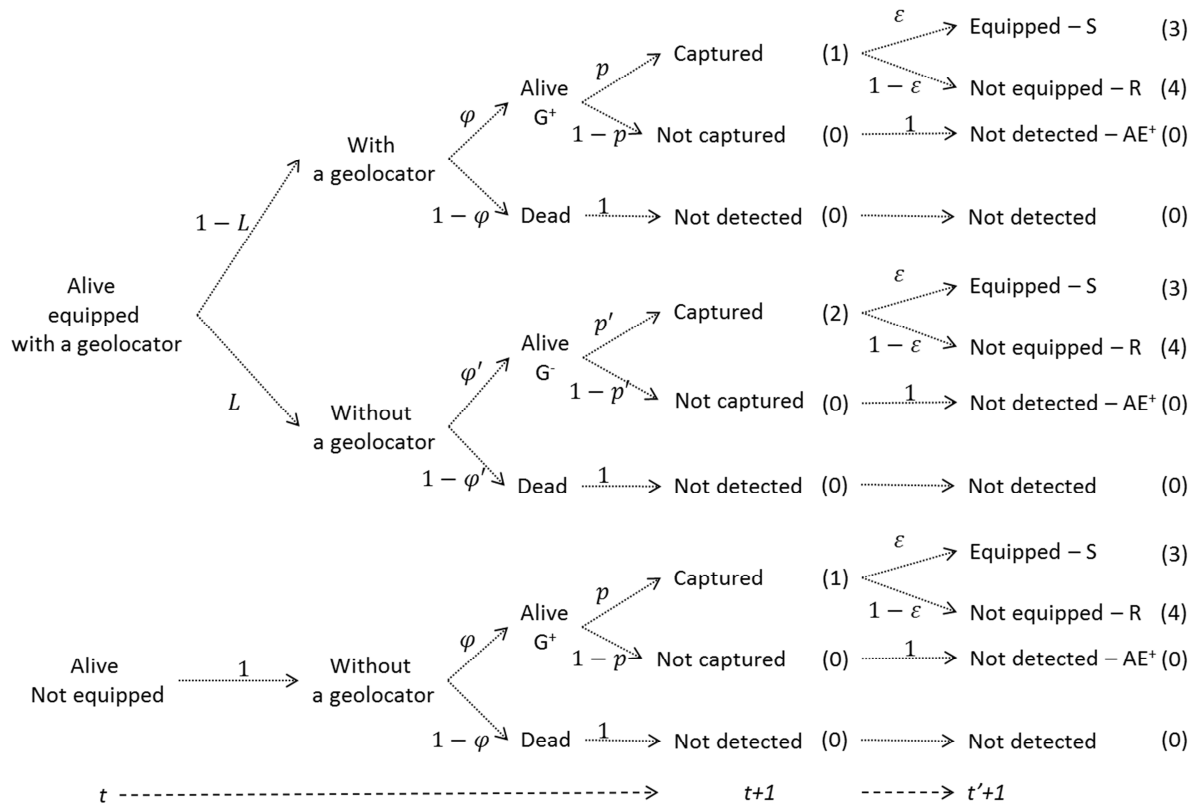 ε
Equipped – S (3)
p Captured (1)
1 − ε Not equipped – R (4)
Alive
G⁺
φ
1 − p Not captured (0) 1 Not detected – AE⁺ (0)
With
a geolocator
1 − φ Dead 1 Not detected (0) Not detected (0)
1 − L
Alive
equipped
with a geolocator
ε
Equipped – S (3)
p′ Captured (2)
1 − ε Not equipped – R (4)
Alive
G⁻
φ′
1 − p′ Not captured (0) 1 Not detected – AE⁺ (0)
L
Without
a geolocator
1 − φ′ Dead 1 Not detected (0) Not detected (0)
ε
Equipped – S (3)
p Captured (1)
1 − ε Not equipped – R (4)
Alive
G⁺
φ
1 − p Not captured (0) 1 Not detected – AE⁺ (0)
Alive
Not equipped
1
Without
a geolocator
1 − φ Dead 1 Not detected (0) Not detected (0)
t t+1 t'+1